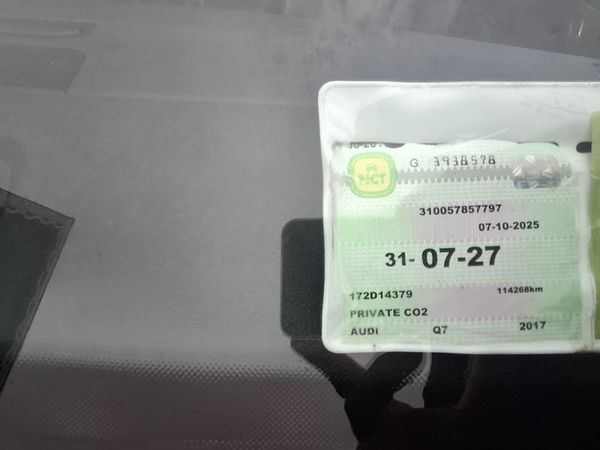 G 3938578
NCT
310057857797
07-10-2025
31- 07-27
172D14379 114268km
PRIVATE CO2
AUDI Q7 2017